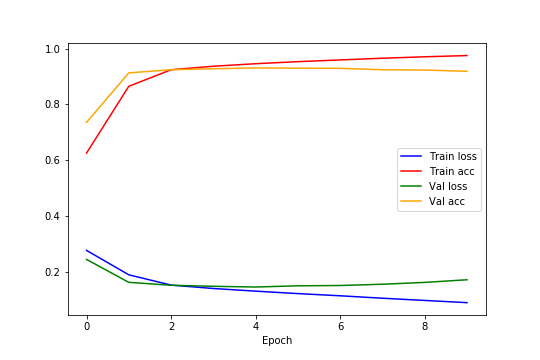 1.0
0.8
0.6
0.4
0.2
Train loss
Train acc
Val loss
Val acc
0 2 4 6 8
Epoch